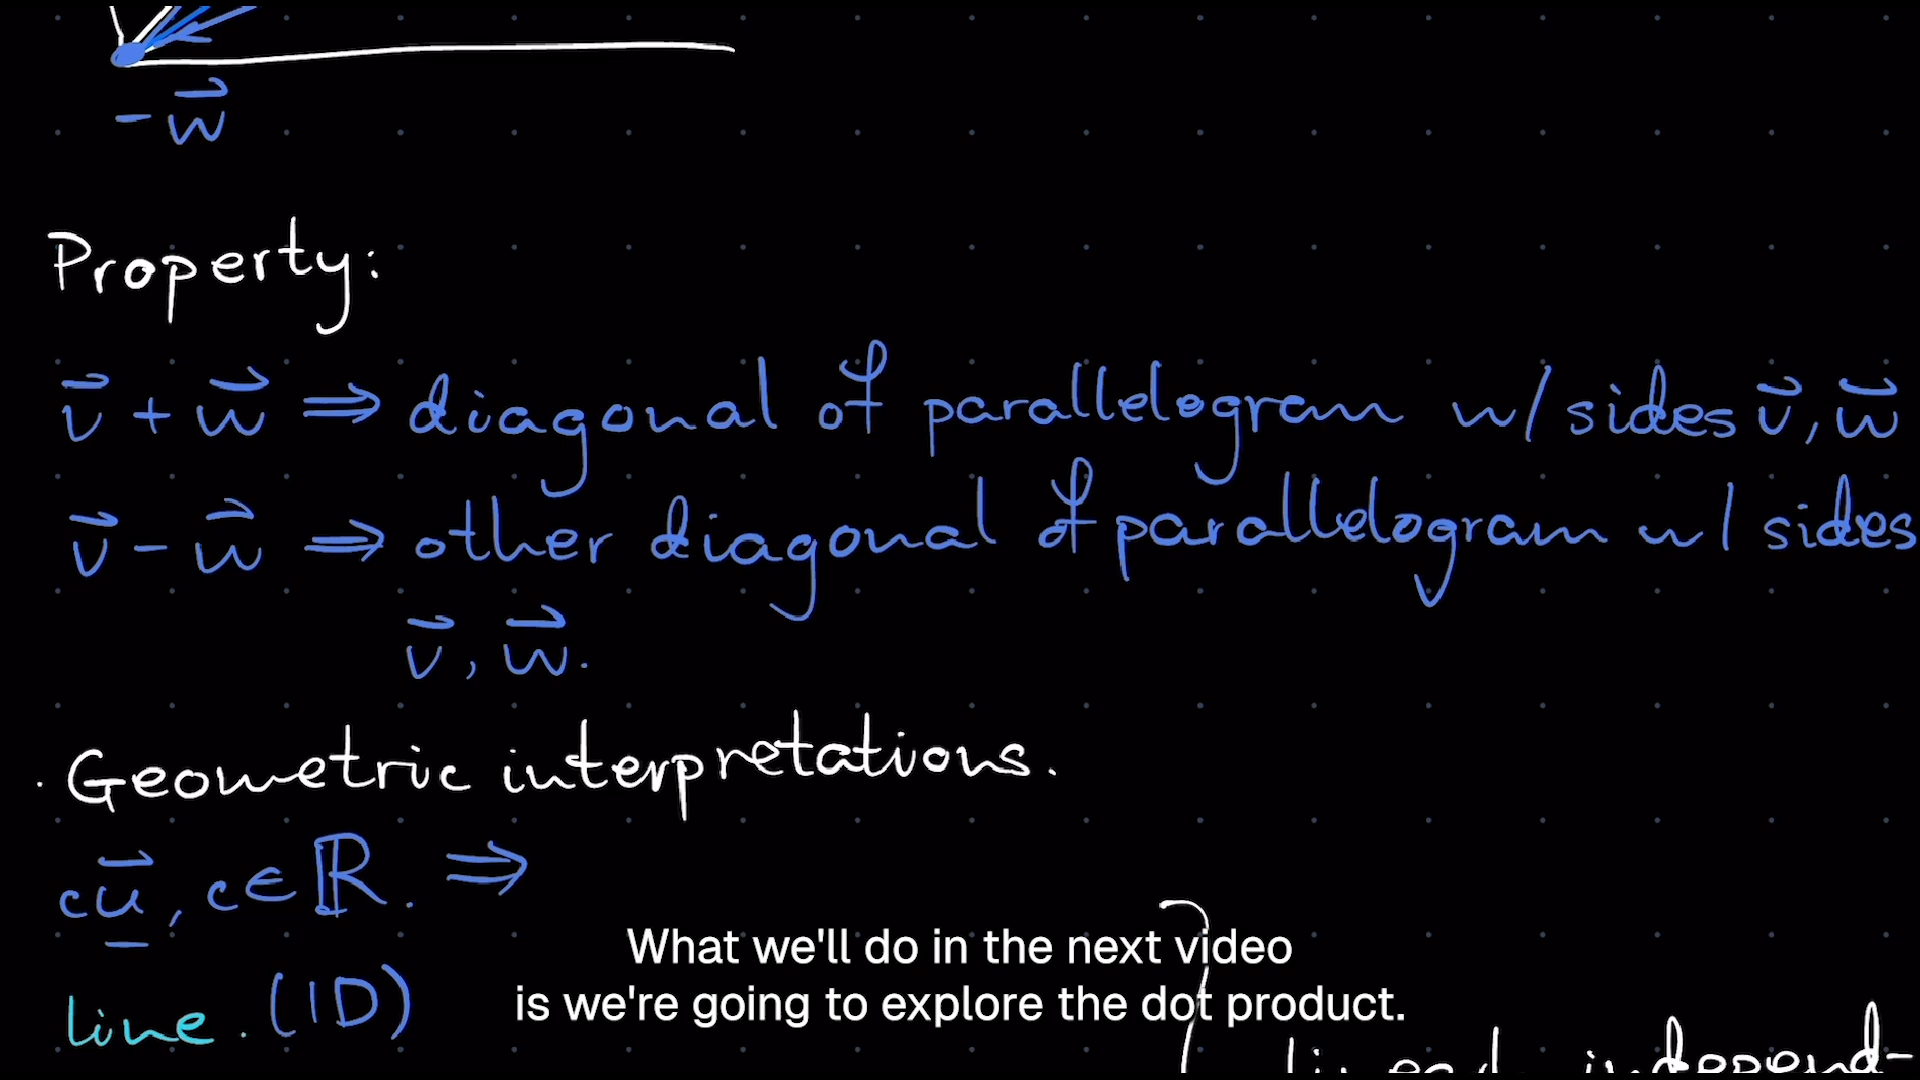 -w⃗
Property:
v⃗ + w⃗ ⇒ diagonal of parallelogram w/ sides v⃗, w⃗
v⃗ - w⃗ ⇒ other diagonal of parallelogram w/ sides
v⃗, w⃗.
· Geometric interpretations.
cu⃗, c∈ℝ. ⇒
line. (1D)
What we'll do in the next video
is we're going to explore the dot product.
independ-